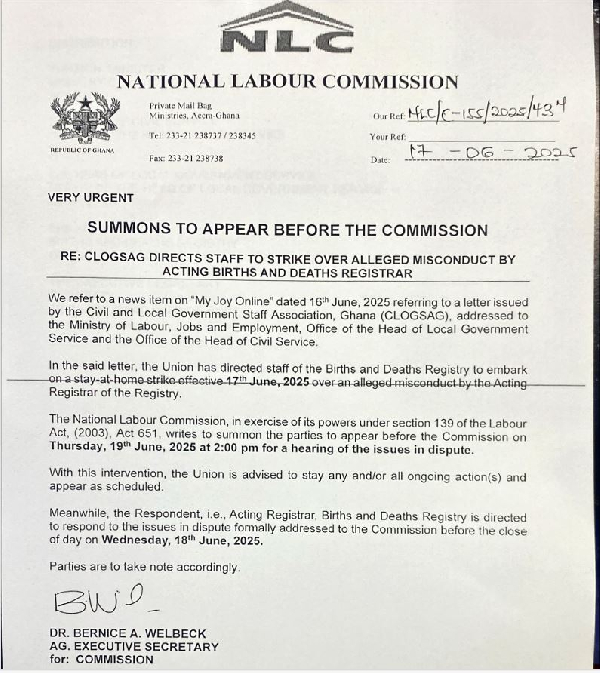 NLC
NATIONAL LABOUR COMMISSION
REPUBLIC OF GHANA
Private Mail Bag
Ministries, Accra-Ghana
Tel: 233-21 238737 / 238345
Fax: 233-21 238738
Our Ref: NLC/E-155/2025/434
Your Ref:
Date: 17-06-2025
VERY URGENT
SUMMONS TO APPEAR BEFORE THE COMMISSION
RE: CLOGSAG DIRECTS STAFF TO STRIKE OVER ALLEGED MISCONDUCT BY
ACTING BIRTHS AND DEATHS REGISTRAR
We refer to a news item on "My Joy Online" dated 16th June, 2025 referring to a letter issued
by the Civil and Local Government Staff Association, Ghana (CLOGSAG), addressed to
the Ministry of Labour, Jobs and Employment, Office of the Head of Local Government
Service and the Office of the Head of Civil Service.
In the said letter, the Union has directed staff of the Births and Deaths Registry to embark
on a stay-at-home strike effective 17th June, 2025 over an alleged misconduct by the Acting
Registrar of the Registry.
The National Labour Commission, in exercise of its powers under section 139 of the Labour
Act, (2003), Act 651, writes to summon the parties to appear before the Commission on
Thursday, 19th June, 2025 at 2:00 pm for a hearing of the issues in dispute.
With this intervention, the Union is advised to stay any and/or all ongoing action(s) and
appear as scheduled.
Meanwhile, the Respondent, i.e., Acting Registrar, Births and Deaths Registry is directed
to respond to the issues in dispute formally addressed to the Commission before the close
of day on Wednesday, 18th June, 2025.
Parties are to take note accordingly.
DR. BERNICE A. WELBECK
AG. EXECUTIVE SECRETARY
for: COMMISSION